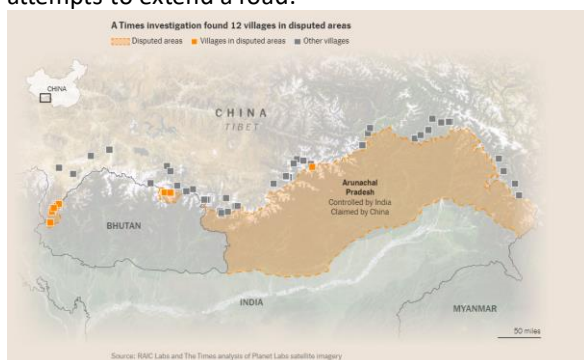 attempts to extend a road.
A Times investigation found 12 villages in disputed areas
Disputed areas Villages in disputed areas Other villages
CHINA
CHINA
TIBET
Arunachal
Pradesh
Controlled by India
Claimed by China
BHUTAN
INDIA
MYANMAR
50 miles
Source: RAIC Labs and The Times analysis of Planet Labs satellite imagery